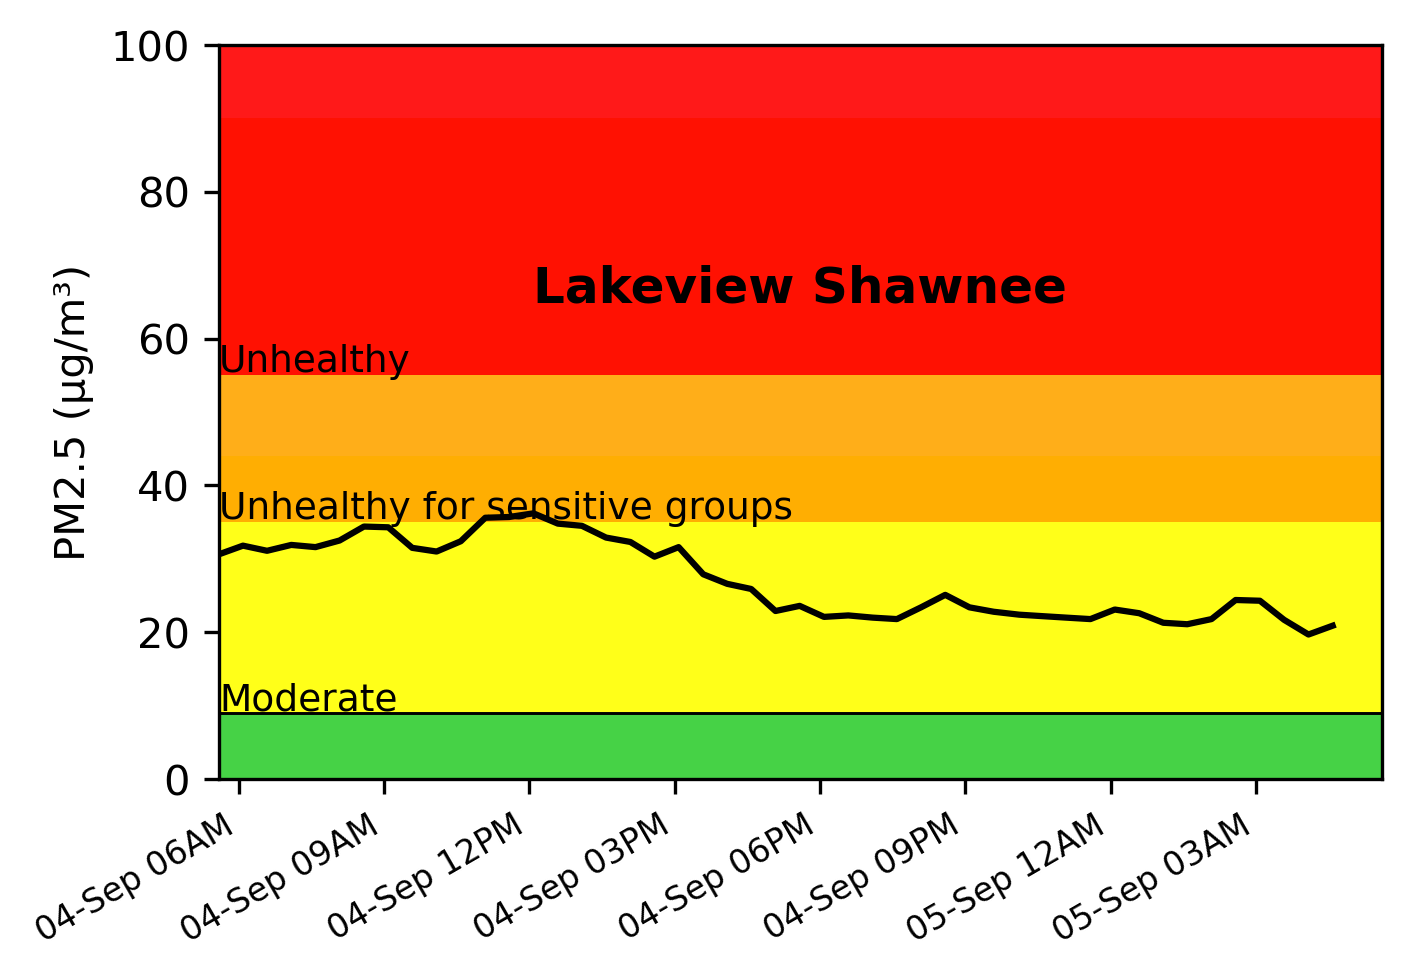 100
80
60
40
20
0
PM2.5 (µg/m³)
Lakeview Shawnee
Unhealthy
Unhealthy for sensitive groups
Moderate
04-Sep 06AM
04-Sep 09AM
04-Sep 12PM
04-Sep 03PM
04-Sep 06PM
04-Sep 09PM
05-Sep 12AM
05-Sep 03AM